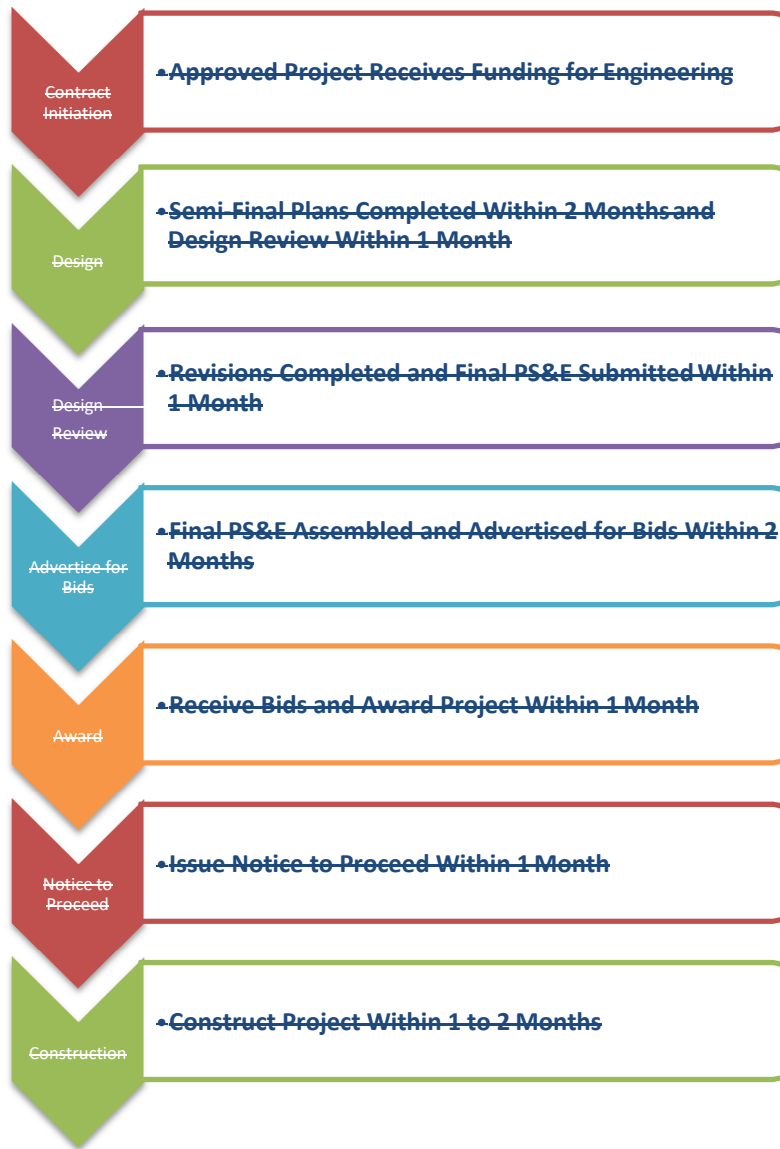 Contract
Initiation
•Approved Project Receives Funding for Engineering
Design
•Semi-Final Plans Completed Within 2 Months and
Design Review Within 1 Month
Design
Review
•Revisions Completed and Final PS&E Submitted Within
1 Month
Advertise for
Bids
•Final PS&E Assembled and Advertised for Bids Within 2
Months
Award
•Receive Bids and Award Project Within 1 Month
Notice to
Proceed
•Issue Notice to Proceed Within 1 Month
Construction
•Construct Project Within 1 to 2 Months